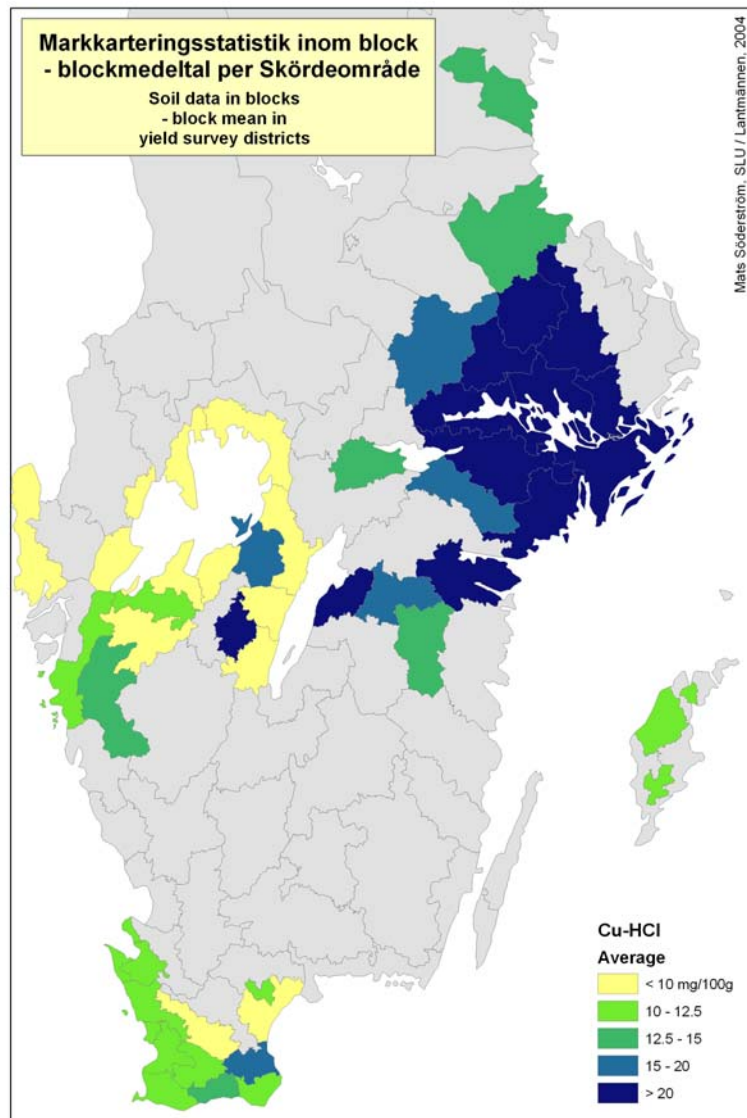 Markkarteringsstatistik inom block
- blockmedeltal per Skördeområde
Soil data in blocks
- block mean in
yield survey districts
Mats Söderström, SLU / Lantmännen, 2004
Cu-HCl
Average
< 10 mg/100g
10 - 12.5
12.5 - 15
15 - 20
> 20